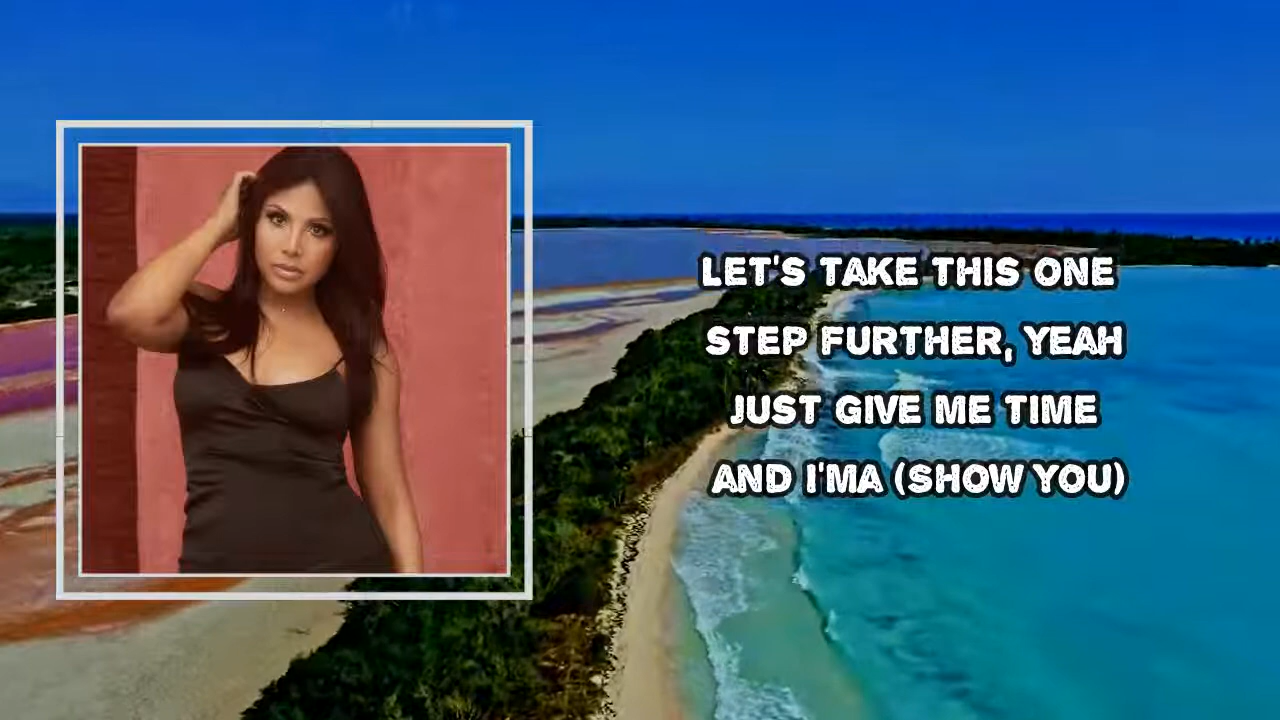 LET'S TAKE THIS ONE
STEP FURTHER, YEAH
JUST GIVE ME TIME
AND I'MA (SHOW YOU)